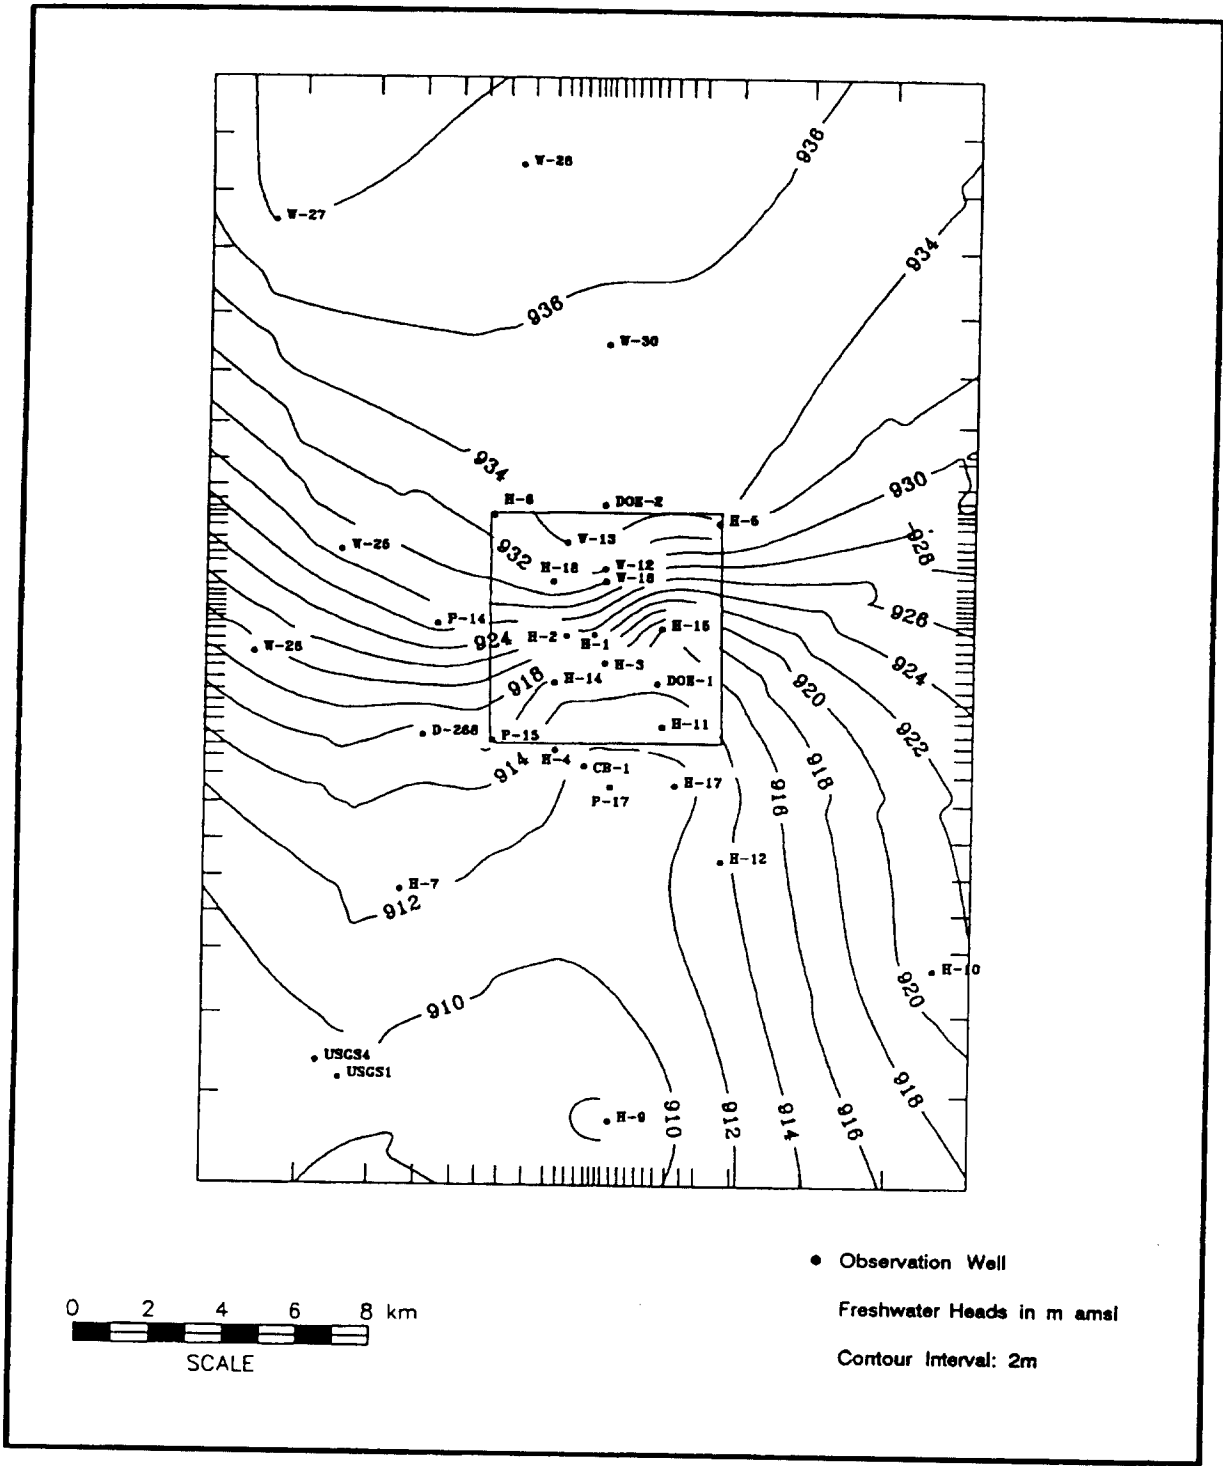 936
W-28
W-27
934
936
W-30
934
930
H-6
DOE-2
H-5
W-13
932
928
W-25
H-18
W-12
W-18
926
P-14
H-15
924
H-2
H-1
W-26
H-3
924
918
H-14
DOE-1
920
H-11
922
D-268
P-15
914
H-4
CB-1
918
H-17
916
P-17
H-12
H-7
912
H-10
920
910
USGS4
USGS1
918
H-9
910
912
914
916
Observation Well
0 2 4 6 8 km
Freshwater Heads in m amsl
SCALE
Contour Interval: 2m